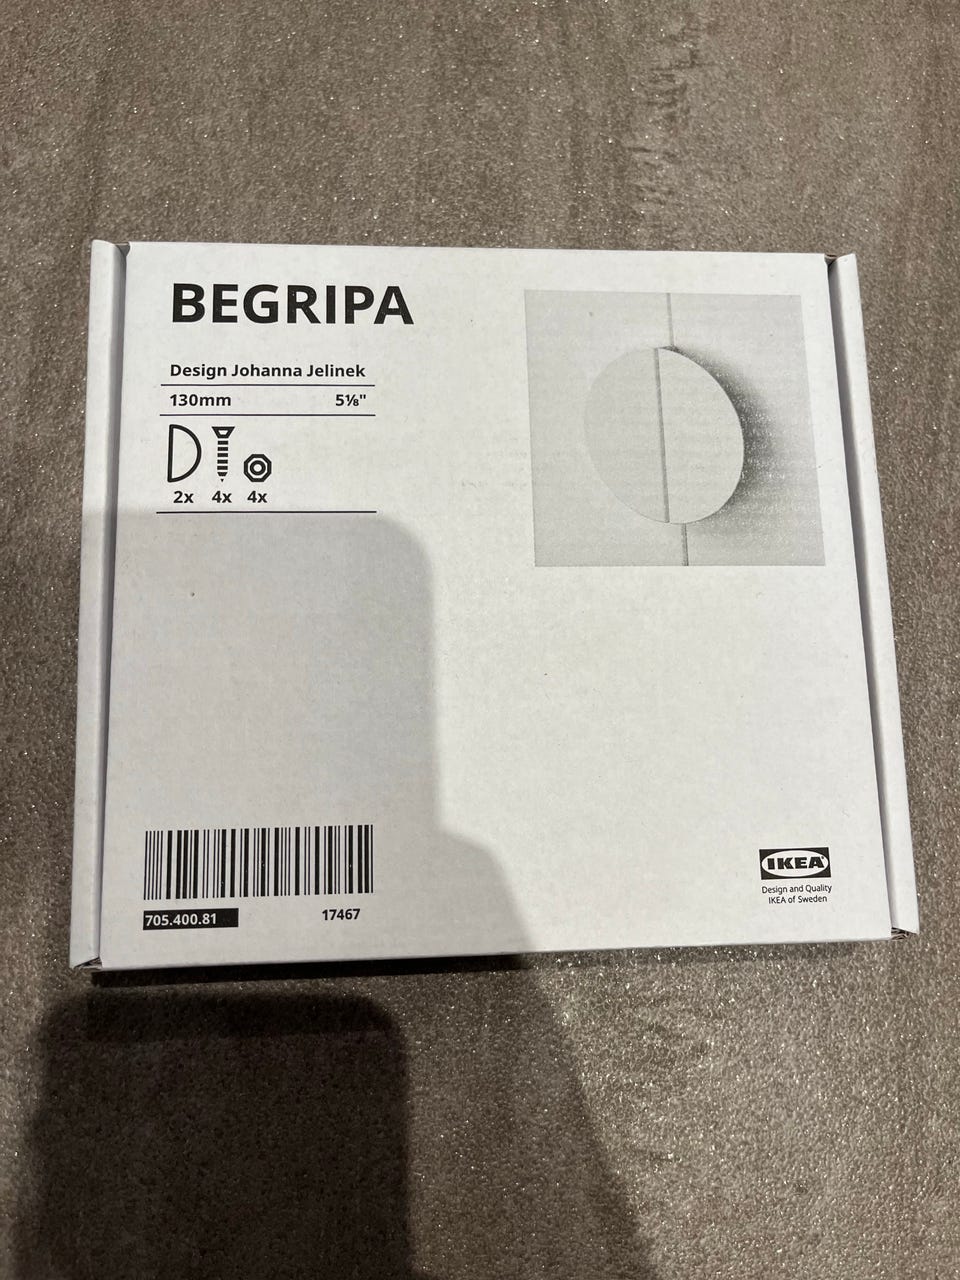 BEGRIPA
Design Johanna Jelinek
130mm 5⅛"
2x 4x 4x
705.400.81 17467
IKEA®
Design and Quality
IKEA of Sweden